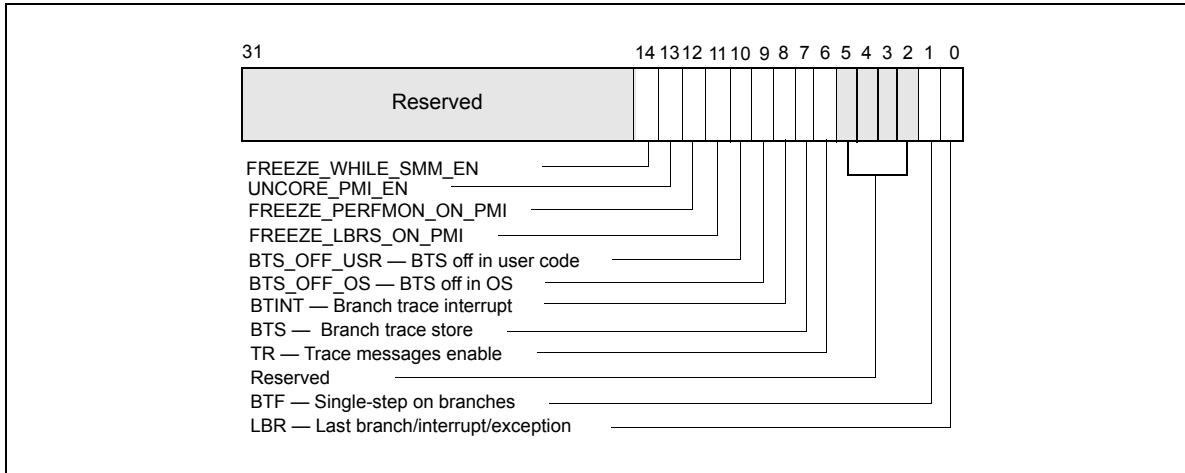 31 14 13 12 11 10 9 8 7 6 5 4 3 2 1 0
Reserved
FREEZE_WHILE_SMM_EN
UNCORE_PMI_EN
FREEZE_PERFMON_ON_PMI
FREEZE_LBRS_ON_PMI
BTS_OFF_USR — BTS off in user code
BTS_OFF_OS — BTS off in OS
BTINT — Branch trace interrupt
BTS — Branch trace store
TR — Trace messages enable
Reserved
BTF — Single-step on branches
LBR — Last branch/interrupt/exception